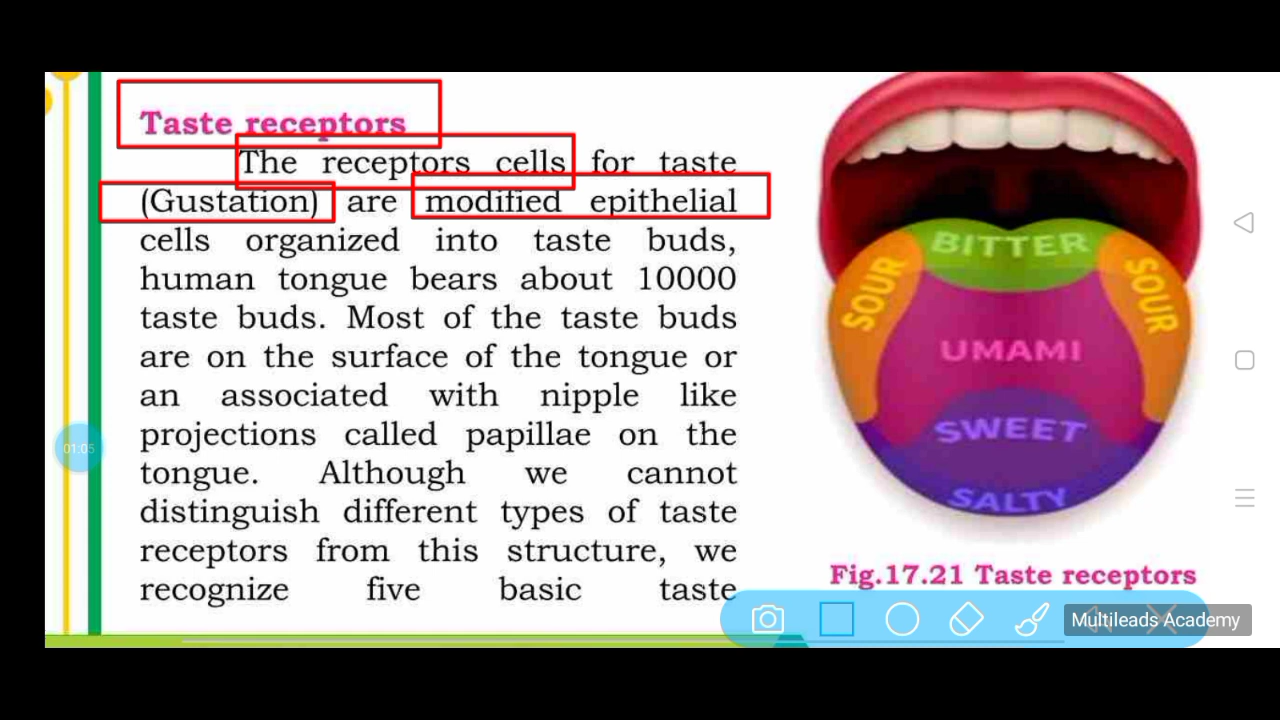 Taste receptors
The receptors cells for taste
(Gustation) are modified epithelial
cells organized into taste buds,
human tongue bears about 10000
taste buds. Most of the taste buds
are on the surface of the tongue or
an associated with nipple like
projections called papillae on the
tongue. Although we cannot
distinguish different types of taste
receptors from this structure, we
recognize five basic taste
BITTER
SOUR
SOUR
UMAMI
SWEET
SALTY
Fig.17.21 Taste receptors
01:05
Multileads Academy